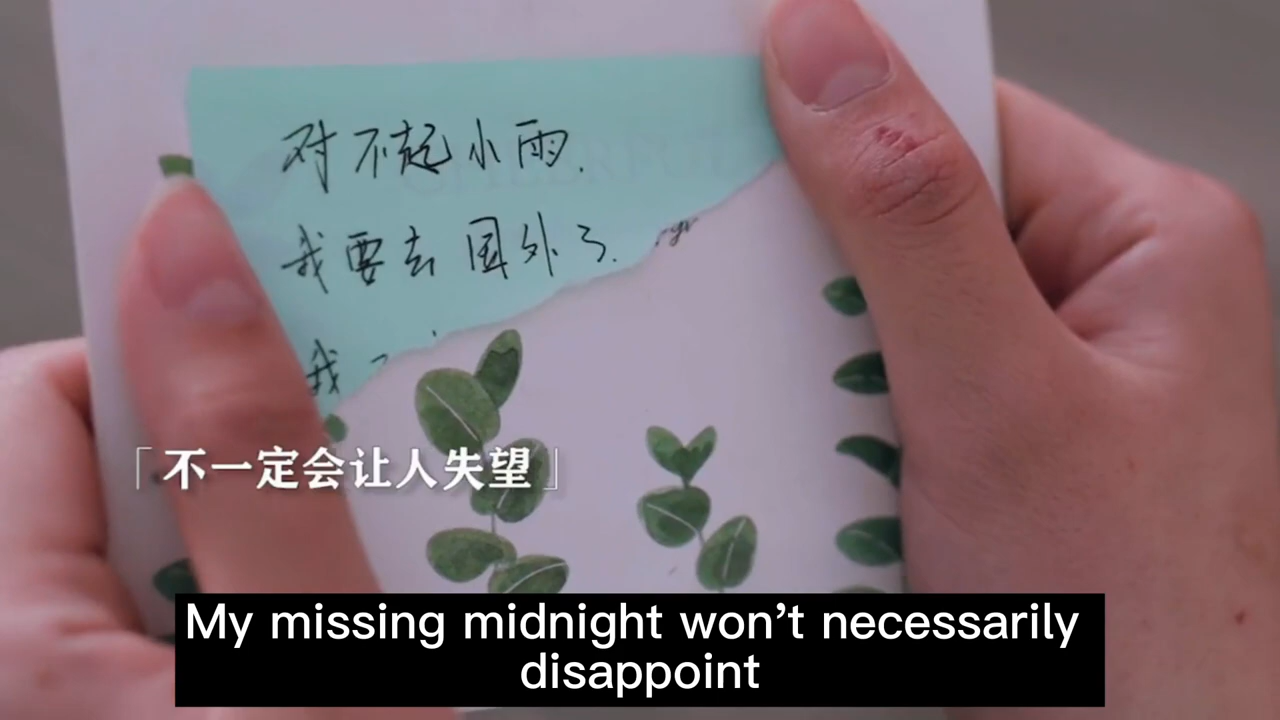 对不起小雨.
我要去国外了.
我
「不一定会让人失望」
My missing midnight won't necessarily
disappoint